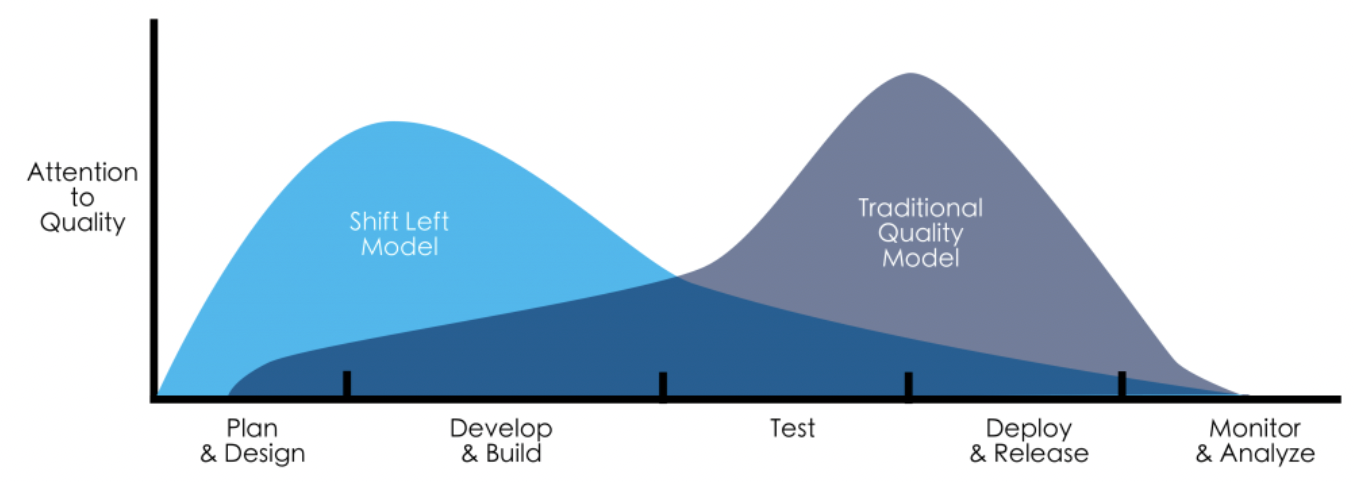 Attention
to
Quality
Shift Left
Model
Traditional
Quality
Model
Plan
& Design
Develop
& Build
Test
Deploy
& Release
Monitor
& Analyze